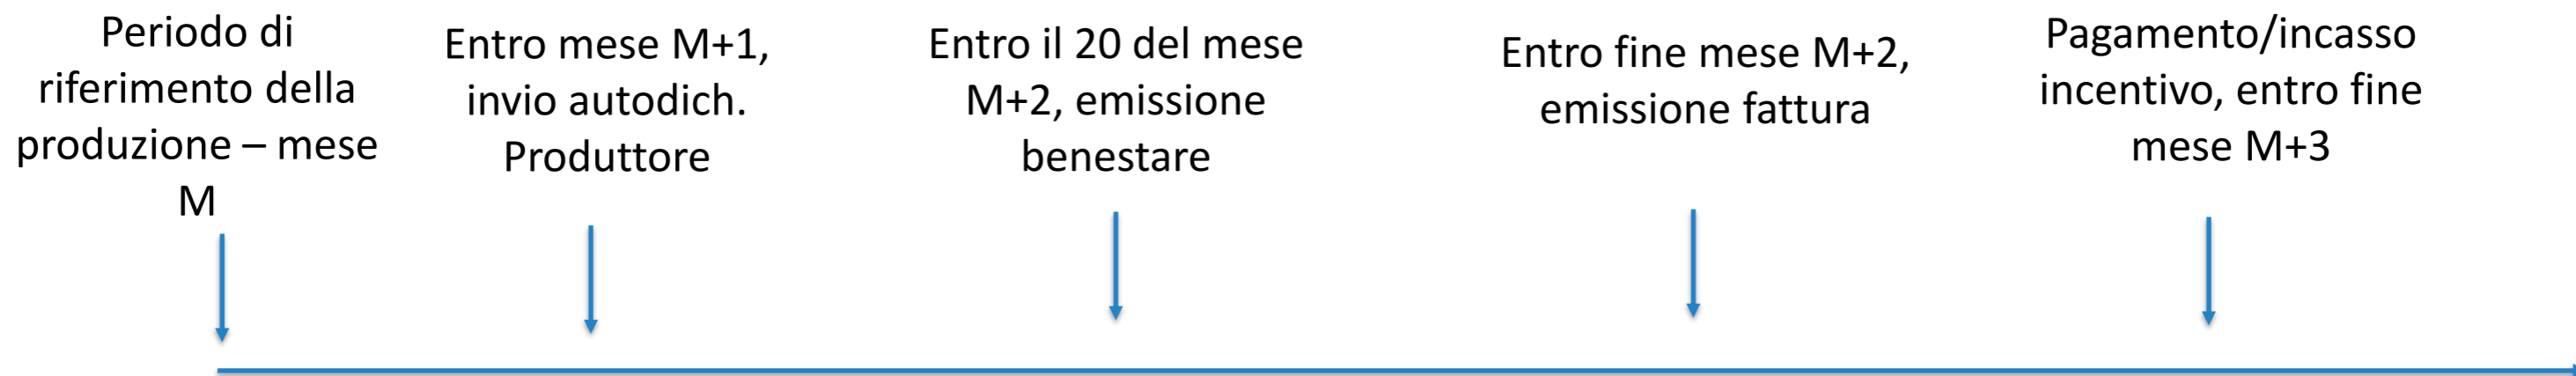 Periodo di
riferimento della
produzione – mese
M
Entro mese M+1,
invio autodich.
Produttore
Entro il 20 del mese
M+2, emissione
benestare
Entro fine mese M+2,
emissione fattura
Pagamento/incasso
incentivo, entro fine
mese M+3